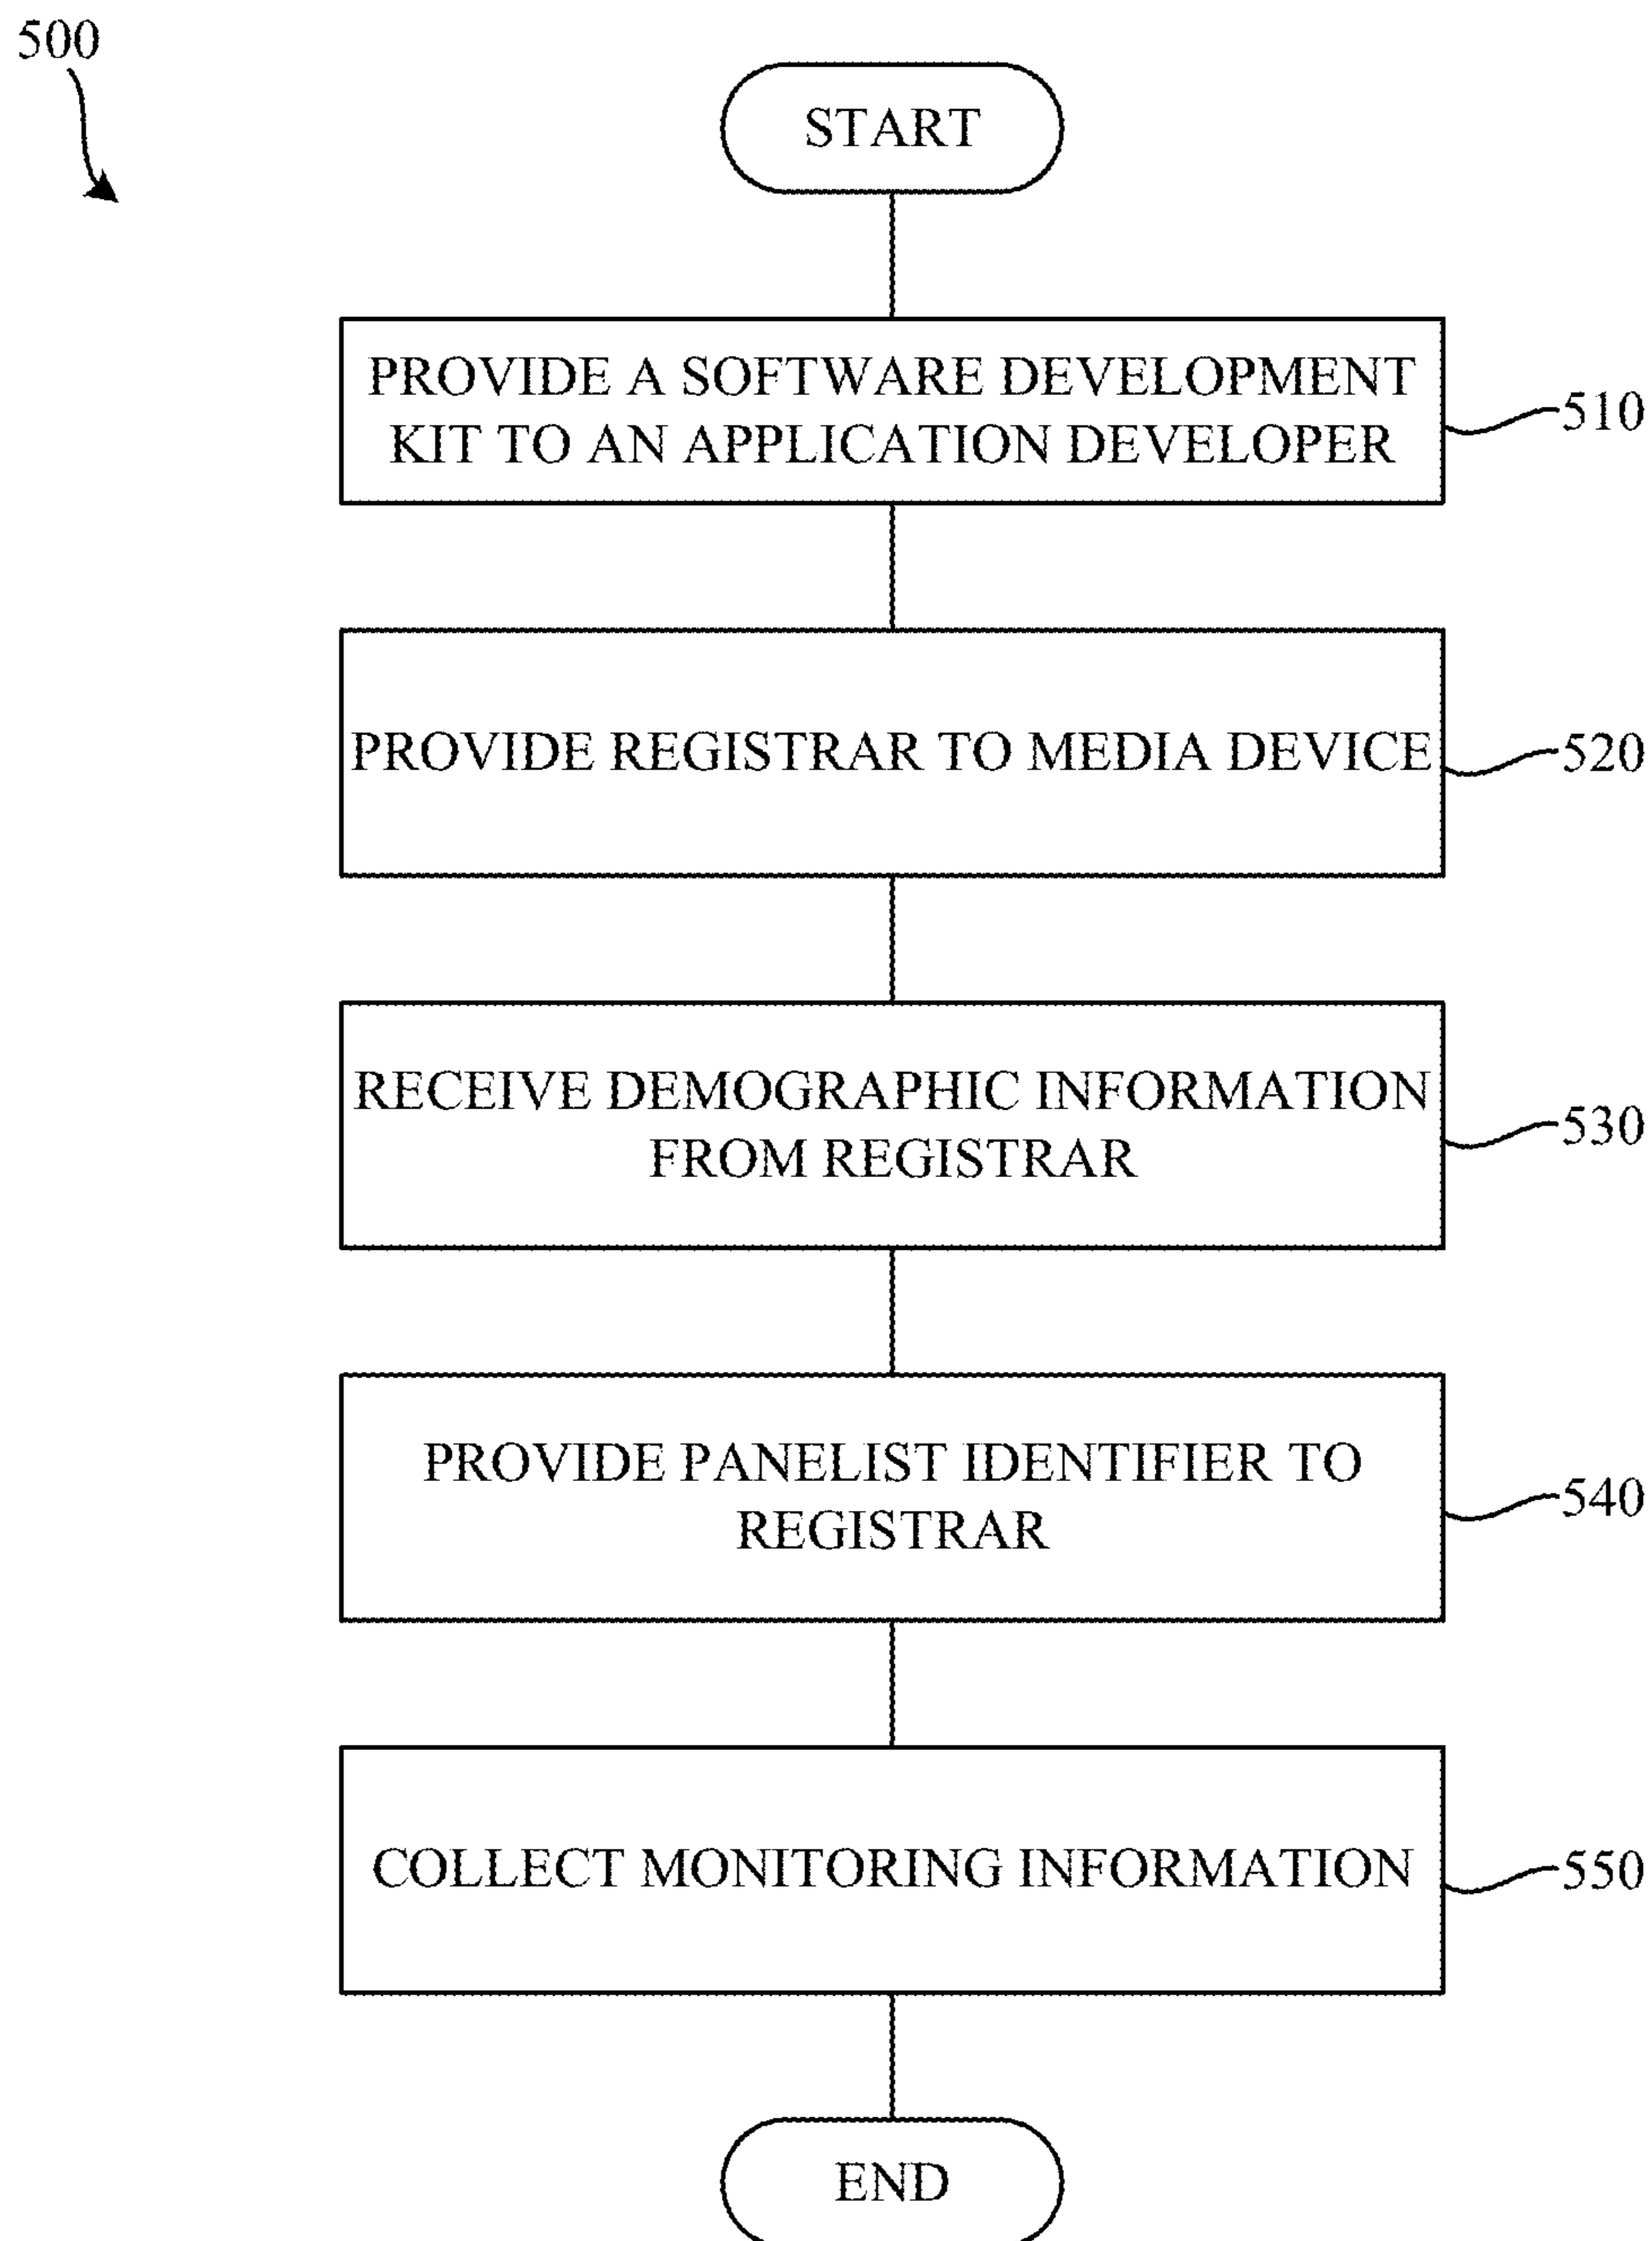 500
START
PROVIDE A SOFTWARE DEVELOPMENT
KIT TO AN APPLICATION DEVELOPER
510
PROVIDE REGISTRAR TO MEDIA DEVICE
520
RECEIVE DEMOGRAPHIC INFORMATION
FROM REGISTRAR
530
PROVIDE PANELIST IDENTIFIER TO
REGISTRAR
540
COLLECT MONITORING INFORMATION
550
END